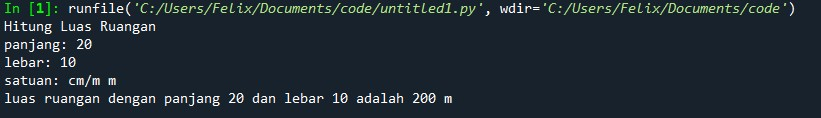 In [1]: runfile('C:/Users/Felix/Documents/code/untitled1.py', wdir='C:/Users/Felix/Documents/code')
Hitung Luas Ruangan
panjang: 20
lebar: 10
satuan: cm/m m
luas ruangan dengan panjang 20 dan lebar 10 adalah 200 m